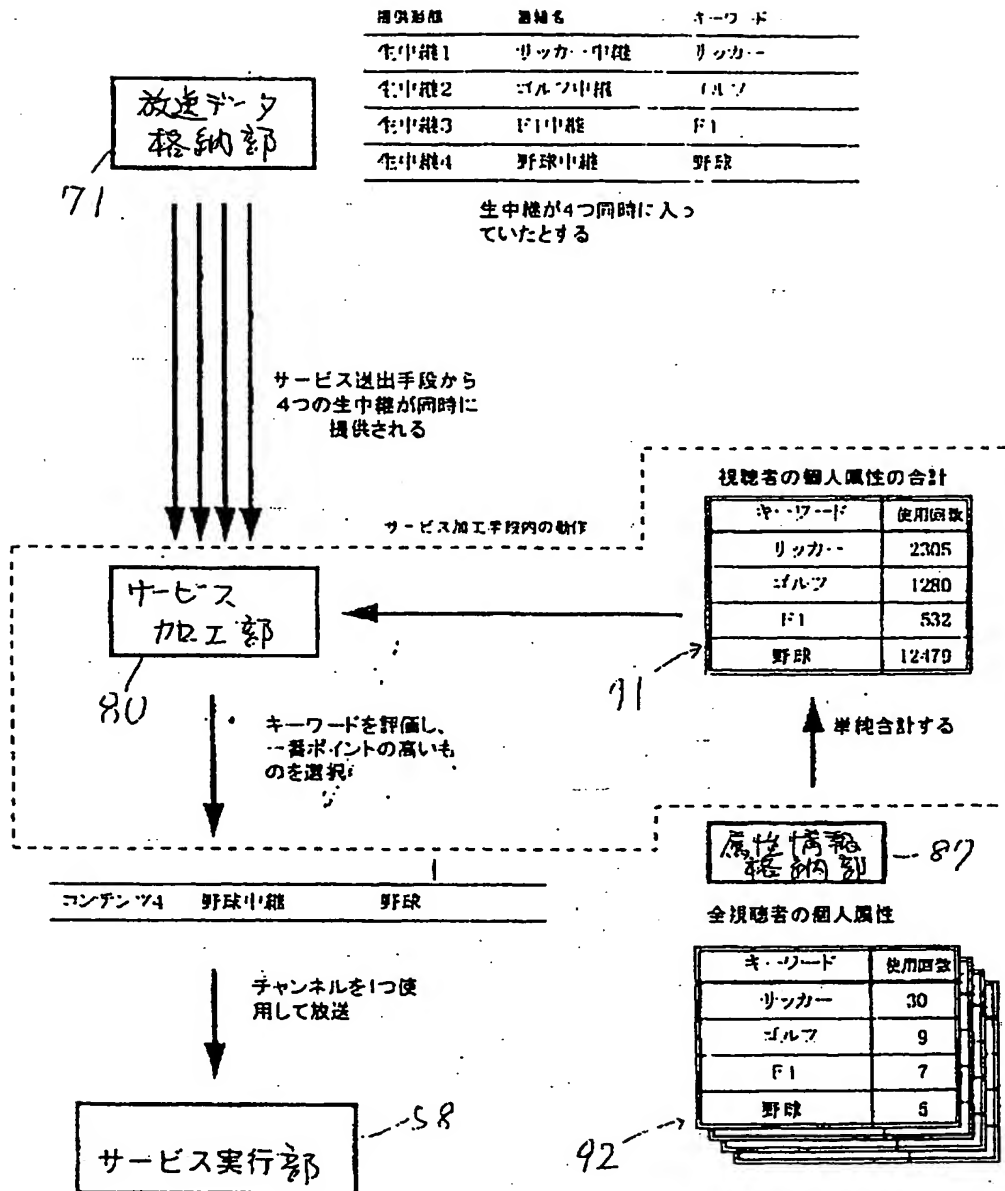 提供形態 番組名 キーワード
生中継1 サッカー中継 サッカー
生中継2 ゴルフ中継 ゴルフ
生中継3 F1中継 F1
生中継4 野球中継 野球
放送データ
格納部
71
生中継が4つ同時に入っ
ていたとする
サービス送出手段から
4つの生中継が同時に
提供される
視聴者の個人属性の合計
サービス加工手段内の動作
キーワード 使用回数
サッカー 2305
ゴルフ 1280
F1 532
野球 12479
サービス
加工部
80
91
キーワードを評価し、
一番ポイントの高いも
のを選択
単純合計する
属性情報
格納部
87
コンテンツ4 野球中継 野球
全視聴者の個人属性
チャンネルを1つ使
用して放送
キーワード 使用回数
サッカー 30
ゴルフ 9
F1 7
野球 5
92
サービス実行部
58